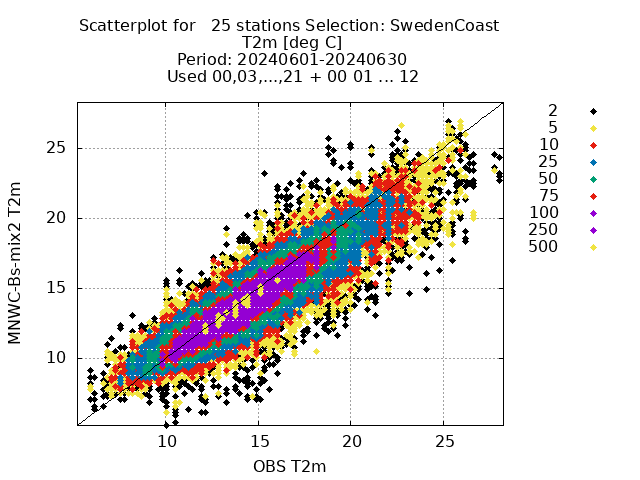 Scatterplot for   25 stations Selection: SwedenCoast
T2m [deg C]
Period: 20240601-20240630
Used 00,03,...,21 + 00 01 ... 12
MNWC-Bs-mix2 T2m
25
20
15
10
10 15 20 25
OBS T2m
2
5
10
25
50
75
100
250
500